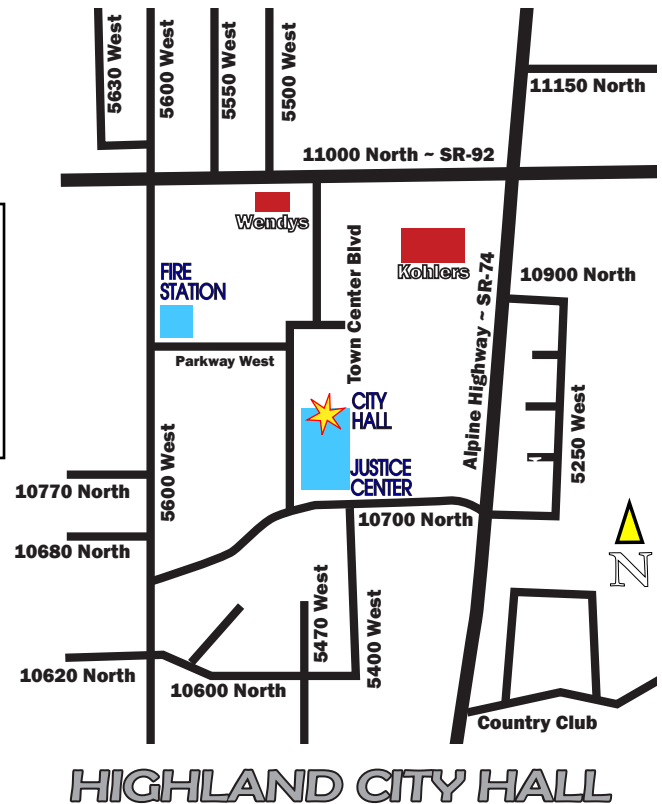 5630 West
5600 West
5550 West
5500 West
11150 North
11000 North ~ SR-92
Wendys
Kohlers
Town Center Blvd
Alpine Highway ~ SR-74
FIRE
STATION
10900 North
Parkway West
CITY
HALL
5250 West
5600 West
JUSTICE
CENTER
10770 North
10700 North
10680 North
N
5470 West
5400 West
10620 North
10600 North
Country Club
HIGHLAND CITY HALL